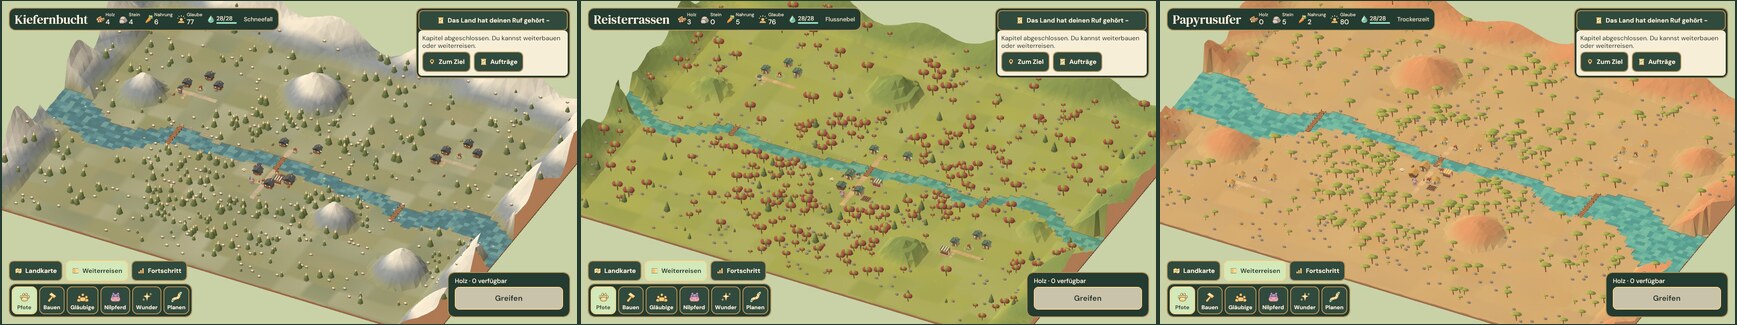 Kiefernbucht
Holz 4
Stein 4
Nahrung 6
Glaube 77
28/28
Schneefall
Das Land hat deinen Ruf gehört –
Kapitel abgeschlossen. Du kannst weiterbauen
oder weiterreisen.
Zum Ziel
Aufträge
Landkarte
Weiterreisen
Fortschritt
Pfote
Bauen
Gläubige
Nilpferd
Wunder
Planen
Holz · 0 verfügbar
Greifen
Reisterrassen
Holz 3
Stein 0
Nahrung 5
Glaube 76
28/28
Flussnebel
Das Land hat deinen Ruf gehört –
Kapitel abgeschlossen. Du kannst weiterbauen
oder weiterreisen.
Zum Ziel
Aufträge
Landkarte
Weiterreisen
Fortschritt
Pfote
Bauen
Gläubige
Nilpferd
Wunder
Planen
Holz · 0 verfügbar
Greifen
Papyrusufer
Holz 0
Stein 5
Nahrung 2
Glaube 80
28/28
Trockenzeit
Das Land hat deinen Ruf gehört –
Kapitel abgeschlossen. Du kannst weiterbauen
oder weiterreisen.
Zum Ziel
Aufträge
Landkarte
Weiterreisen
Fortschritt
Pfote
Bauen
Gläubige
Nilpferd
Wunder
Planen
Holz · 0 verfügbar
Greifen